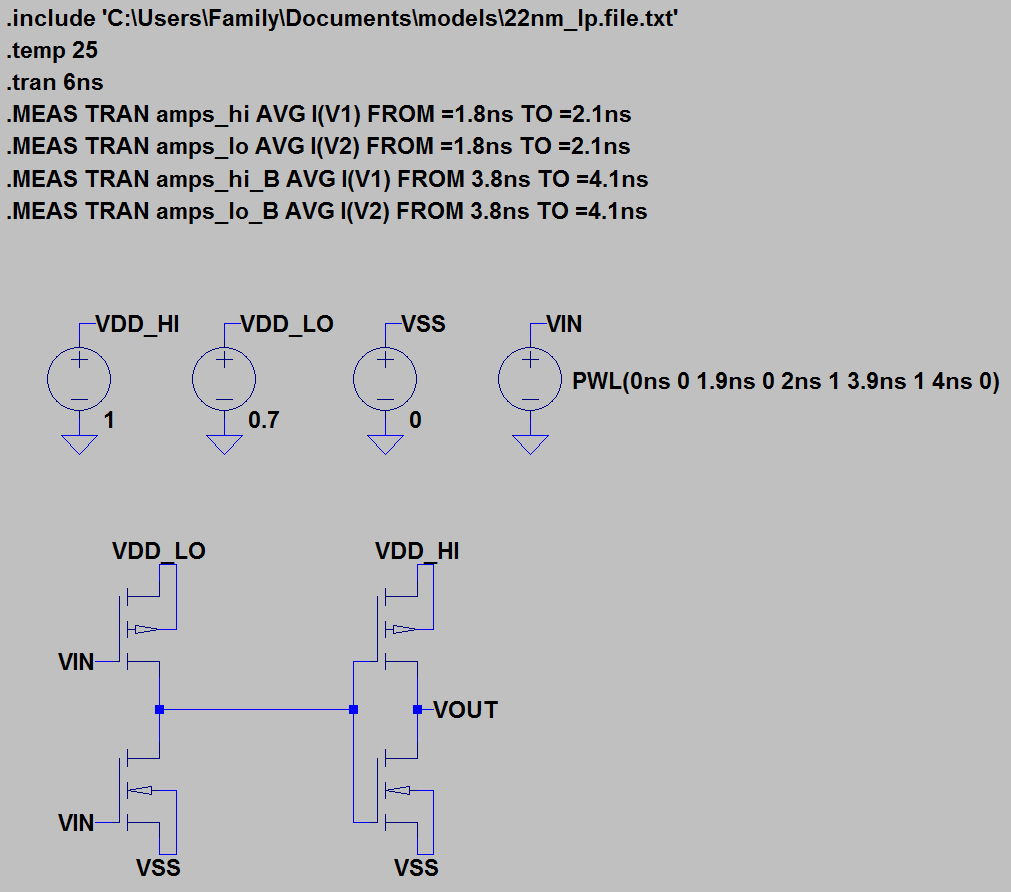 .include 'C:\Users\Family\Documents\models\22nm_lp.file.txt'
.temp 25
.tran 6ns
.MEAS TRAN amps_hi AVG I(V1) FROM =1.8ns TO =2.1ns
.MEAS TRAN amps_lo AVG I(V2) FROM =1.8ns TO =2.1ns
.MEAS TRAN amps_hi_B AVG I(V1) FROM 3.8ns TO =4.1ns
.MEAS TRAN amps_lo_B AVG I(V2) FROM 3.8ns TO =4.1ns
VDD_HI VDD_LO VSS VIN
PWL(0ns 0 1.9ns 0 2ns 1 3.9ns 1 4ns 0)
1 0.7 0
VDD_LO VDD_HI
VIN
VOUT
VIN
VSS VSS